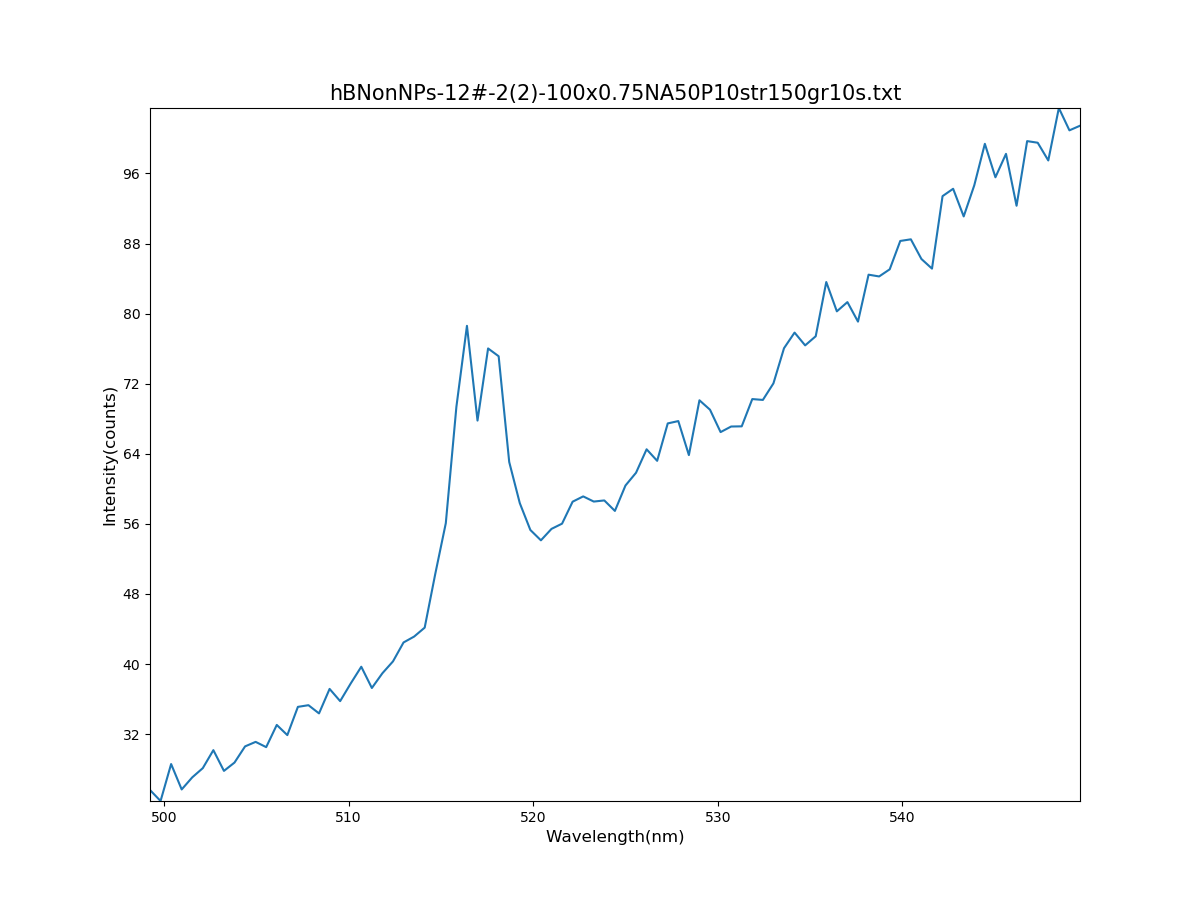 hBNonNPs-12#-2(2)-100x0.75NA50P10str150gr10s.txt
Intensity(counts)
96
88
80
72
64
56
48
40
32
500 510 520 530 540
Wavelength(nm)